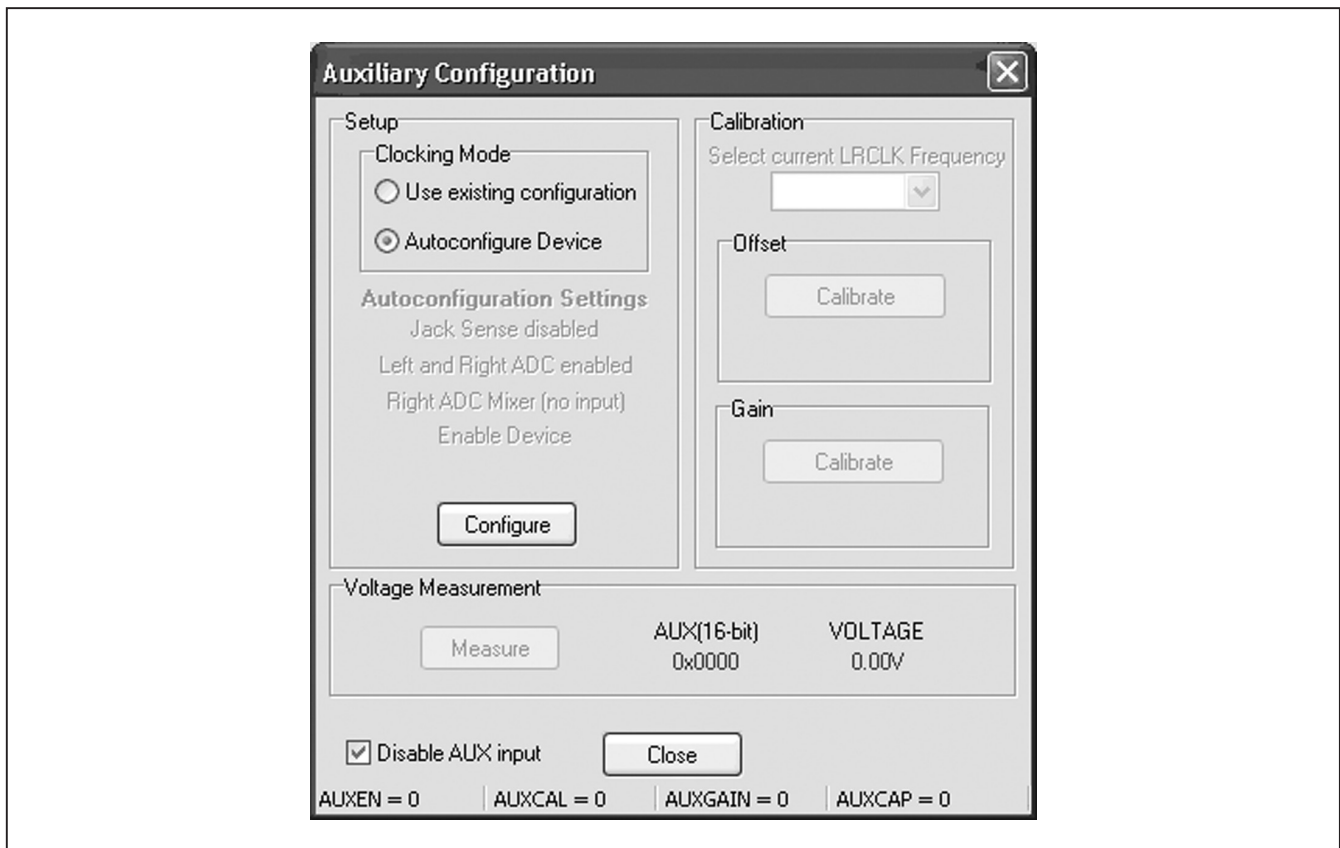 Auxiliary Configuration
Setup
Clocking Mode
Use existing configuration
Autoconfigure Device
Autoconfiguration Settings
Jack Sense disabled
Left and Right ADC enabled
Right ADC Mixer (no input)
Enable Device
Configure
Calibration
Select current LRCLK Frequency
Offset
Calibrate
Gain
Calibrate
Voltage Measurement
Measure
AUX(16-bit) VOLTAGE
0x0000 0.00V
Disable AUX input
Close
AUXEN = 0 AUXCAL = 0 AUXGAIN = 0 AUXCAP = 0